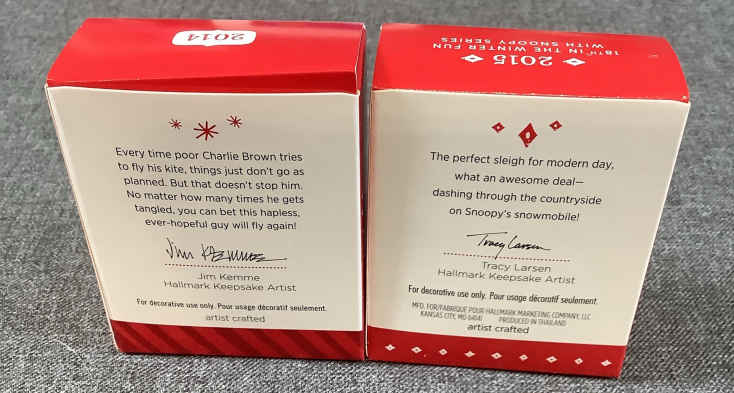 2014
Every time poor Charlie Brown tries
to fly his kite, things just don't go as
planned. But that doesn't stop him.
No matter how many times he gets
tangled, you can bet this hapless,
ever-hopeful guy will fly again!
Jim Kemme
Jim Kemme
Hallmark Keepsake Artist
For decorative use only. Pour usage décoratif seulement.
artist crafted
2015
18TH IN THE WINTER FUN
WITH SNOOPY SERIES
The perfect sleigh for modern day,
what an awesome deal—
dashing through the countryside
on Snoopy's snowmobile!
Tracy Larsen
Tracy Larsen
Hallmark Keepsake Artist
For decorative use only. Pour usage décoratif seulement.
MFD. FOR/FABRIQUÉ POUR HALLMARK MARKETING COMPANY, LLC
KANSAS CITY, MO 64141 PRODUCED IN THAILAND
artist crafted